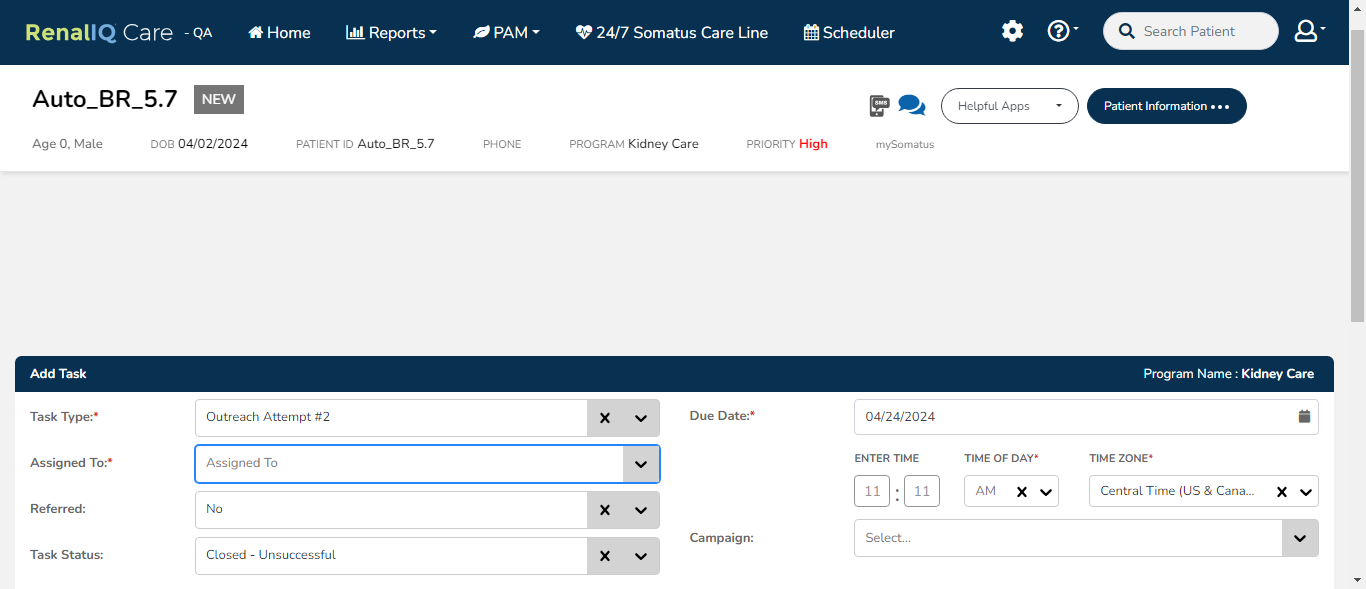 RenalIQ Care - QA Home Reports PAM 24/7 Somatus Care Line Scheduler Search Patient
Auto_BR_5.7 NEW SMS Helpful Apps Patient Information •••
Age 0, Male DOB 04/02/2024 PATIENT ID Auto_BR_5.7 PHONE PROGRAM Kidney Care PRIORITY High mySomatus
Add Task Program Name : Kidney Care
Task Type:* Outreach Attempt #2
Due Date:* 04/24/2024
Assigned To:* Assigned To
ENTER TIME TIME OF DAY* TIME ZONE*
11 : 11 AM Central Time (US & Cana...
Referred: No
Campaign: Select...
Task Status: Closed - Unsuccessful